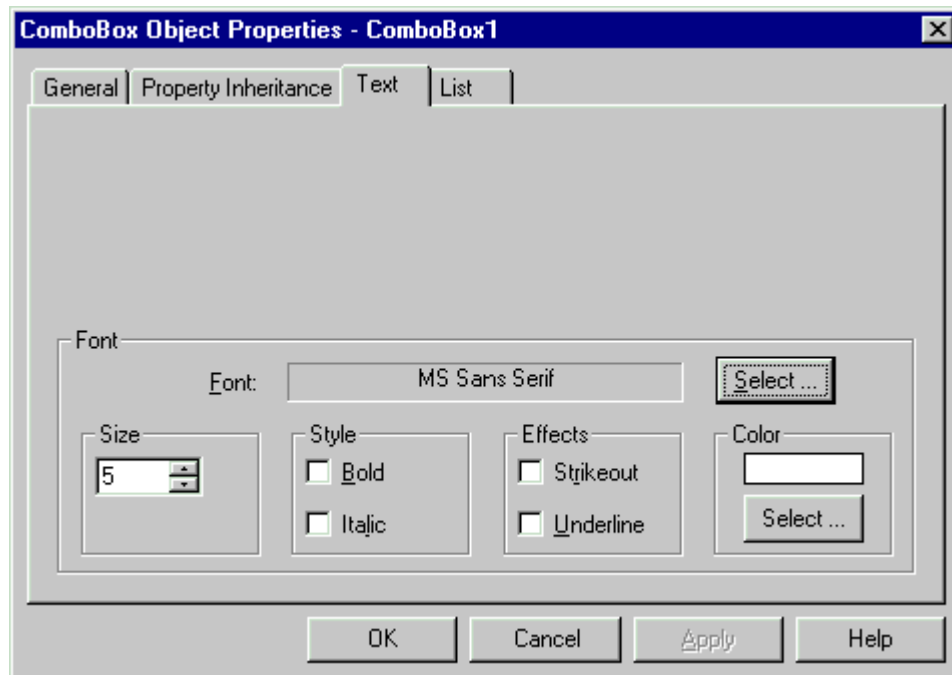 ComboBox Object Properties - ComboBox1
General Property Inheritance Text List
Font
Font: MS Sans Serif Select ...
Size Style Effects Color
5 Bold Strikeout
Italic Underline Select ...
OK Cancel Apply Help